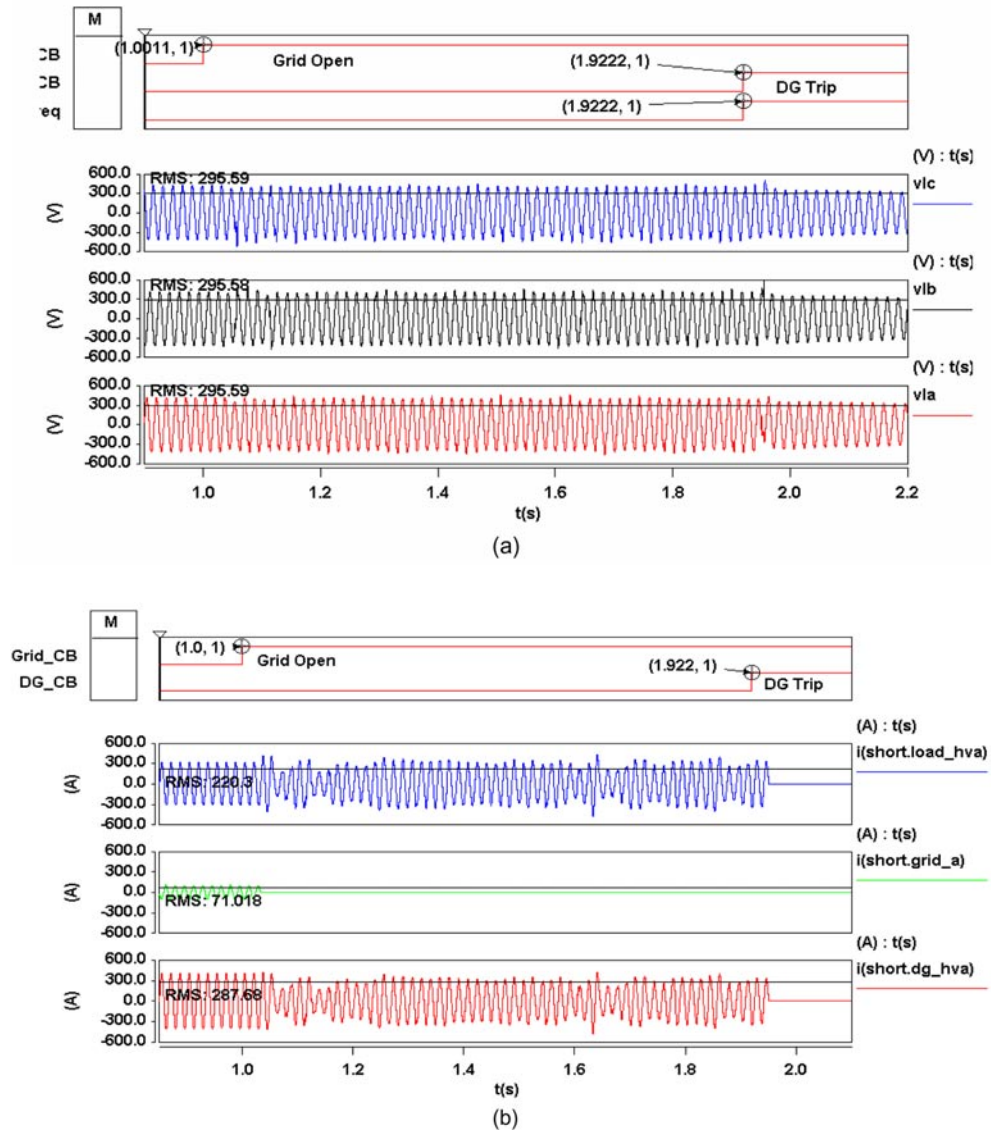 M
(1.0011, 1)
CB
Grid Open
(1.9222, 1)
CB
DG Trip
eq
(1.9222, 1)
(V) : t(s)
vlc
600.0
300.0
0.0
-300.0
-600.0
(V)
RMS: 295.59
(V) : t(s)
vlb
600.0
300.0
0.0
-300.0
-600.0
(V)
RMS: 295.58
(V) : t(s)
vla
600.0
300.0
0.0
-300.0
-600.0
(V)
RMS: 295.59
1.0 1.2 1.4 1.6 1.8 2.0 2.2
t(s)
(a)
M
Grid_CB
(1.0, 1)
Grid Open
DG_CB
(1.922, 1)
DG Trip
(A) : t(s)
i(short.load_hva)
600.0
300.0
0.0
-300.0
-600.0
(A)
RMS: 220.3
(A) : t(s)
i(short.grid_a)
600.0
300.0
0.0
-300.0
-600.0
(A)
RMS: 71.018
(A) : t(s)
i(short.dg_hva)
600.0
300.0
0.0
-300.0
-600.0
(A)
RMS: 287.68
1.0 1.2 1.4 1.6 1.8 2.0
t(s)
(b)